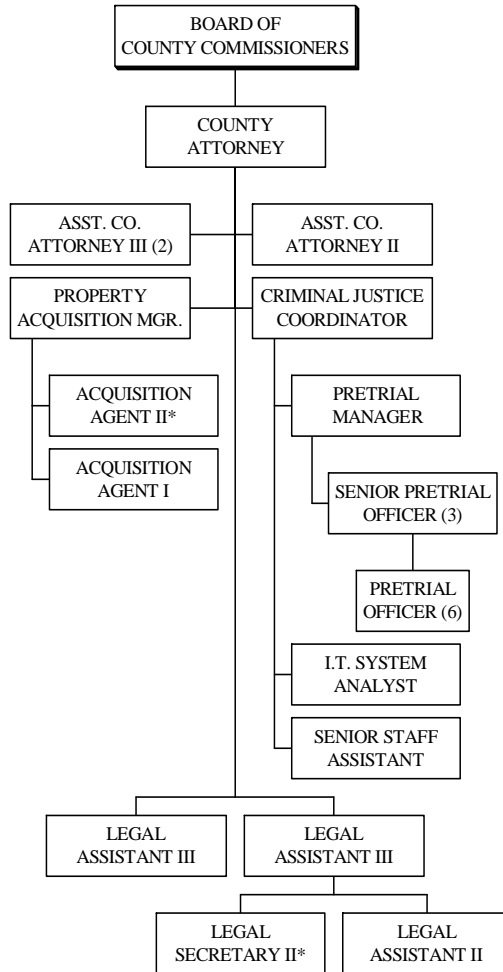 BOARD OF
COUNTY COMMISSIONERS
COUNTY
ATTORNEY
ASST. CO.
ATTORNEY III (2)
ASST. CO.
ATTORNEY II
PROPERTY
ACQUISITION MGR.
CRIMINAL JUSTICE
COORDINATOR
ACQUISITION
AGENT II*
ACQUISITION
AGENT I
PRETRIAL
MANAGER
SENIOR PRETRIAL
OFFICER (3)
PRETRIAL
OFFICER (6)
I.T. SYSTEM
ANALYST
SENIOR STAFF
ASSISTANT
LEGAL
ASSISTANT III
LEGAL
ASSISTANT III
LEGAL
SECRETARY II*
LEGAL
ASSISTANT II